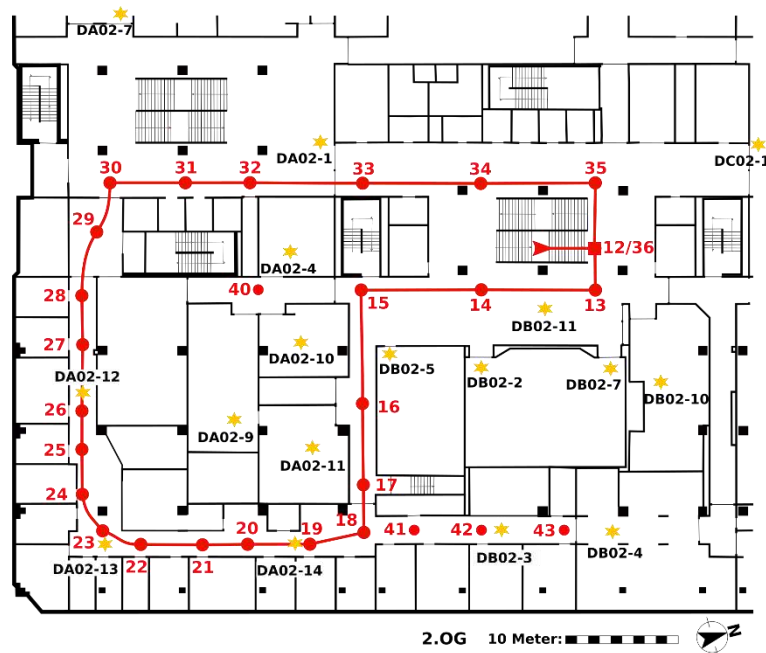 DA02-7
DA02-1
DC02-1
30
31
32
33
34
35
29
12/36
DA02-4
28
40
15
14
13
DB02-11
27
DA02-10
DB02-5
DB02-2
DB02-7
DA02-12
DB02-10
26
16
DA02-9
25
DA02-11
24
17
18
23
20
19
41
42
43
22
21
DA02-13
DA02-14
DB02-3
DB02-4
2.OG
10 Meter:
N